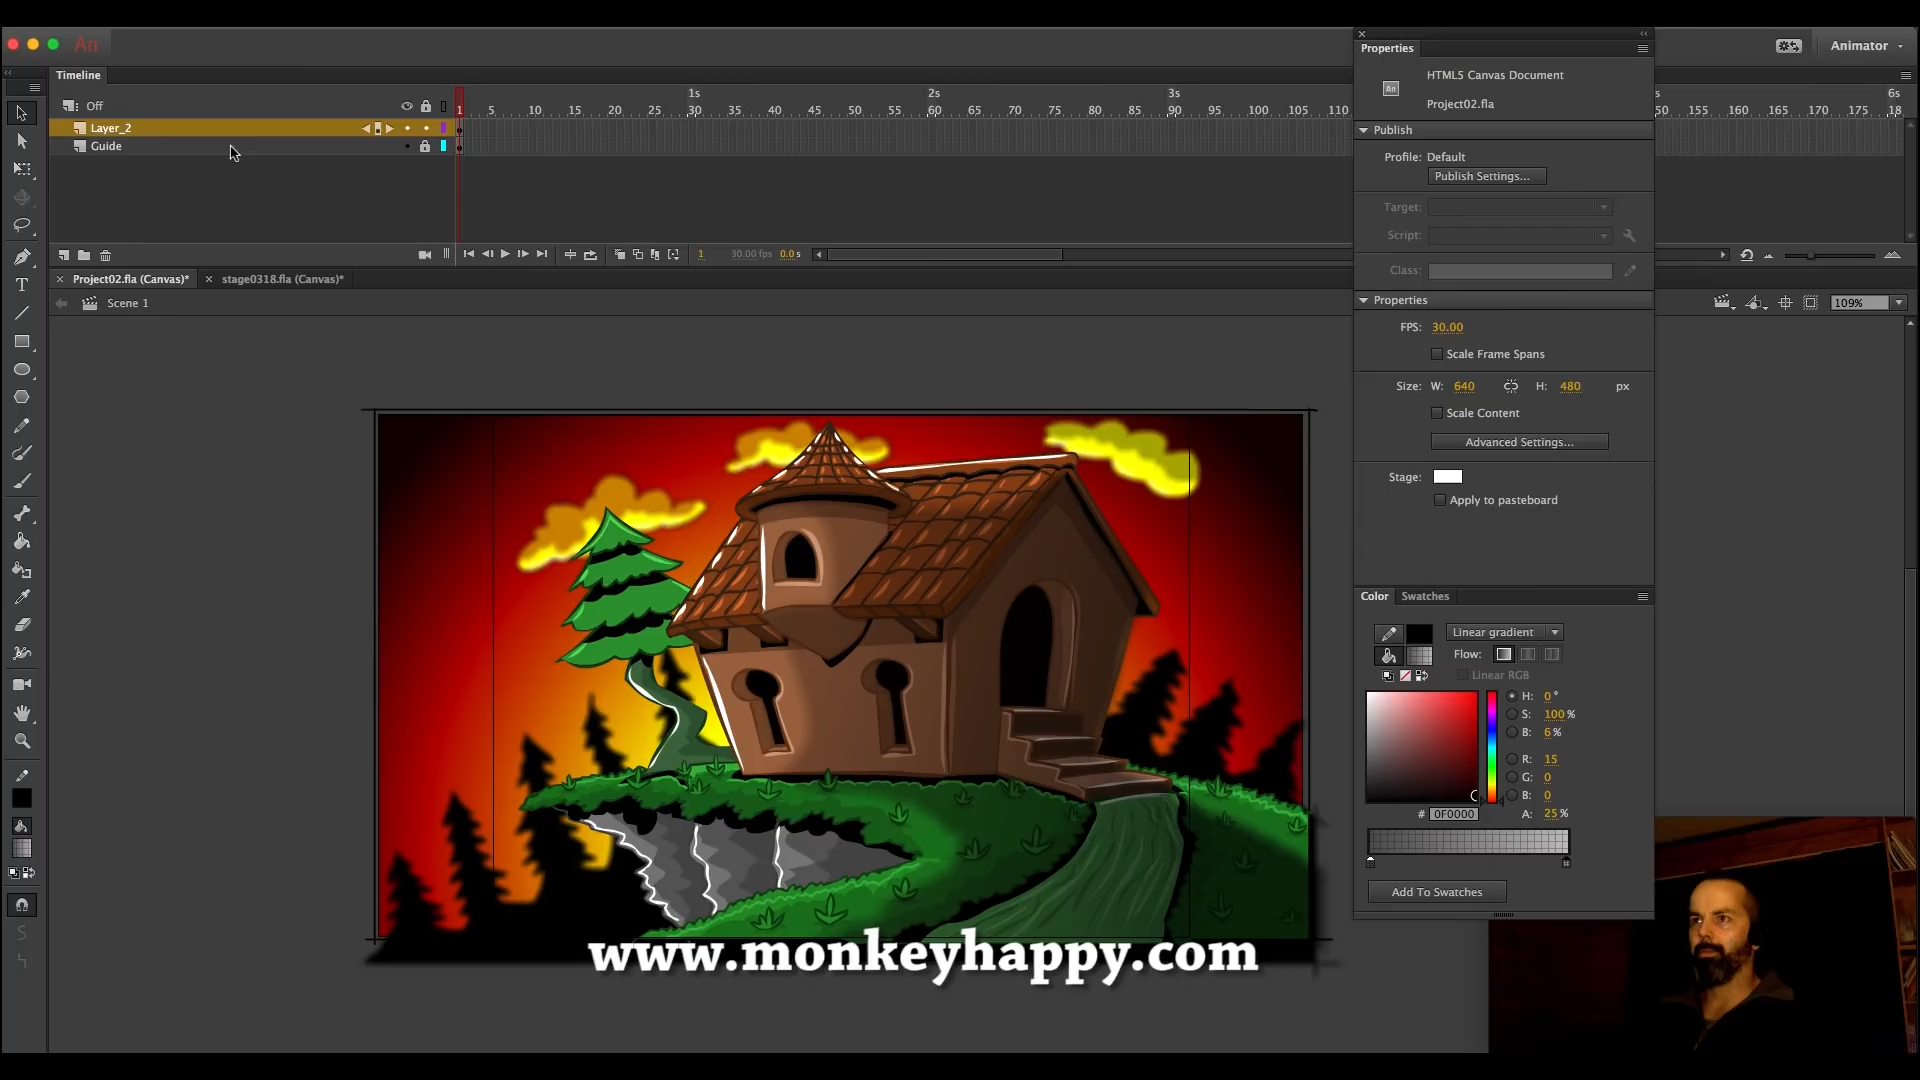 An
Animator
Timeline
Off
1s 2s 3s 6s
1 5 10 15 20 25 30 35 40 45 50 55 60 65 70 75 80 85 90 95 100 105 110 155 160 165 170 175 18
Layer_2
Guide
1 30.00 fps 0.0 s
Project02.fla (Canvas)* stage0318.fla (Canvas)*
Scene 1
109%
T
Properties
An
HTML5 Canvas Document
Project02.fla
Publish
Profile: Default
Publish Settings...
Target:
Script:
Class:
Properties
FPS: 30.00
Scale Frame Spans
Size: W: 640 H: 480 px
Scale Content
Advanced Settings...
Stage:
Apply to pasteboard
Color Swatches
Linear gradient
Flow:
Linear RGB
H: 0 °
S: 100 %
B: 6 %
R: 15
G: 0
B: 0
# 0F0000 A: 25 %
Add To Swatches
www.monkeyhappy.com